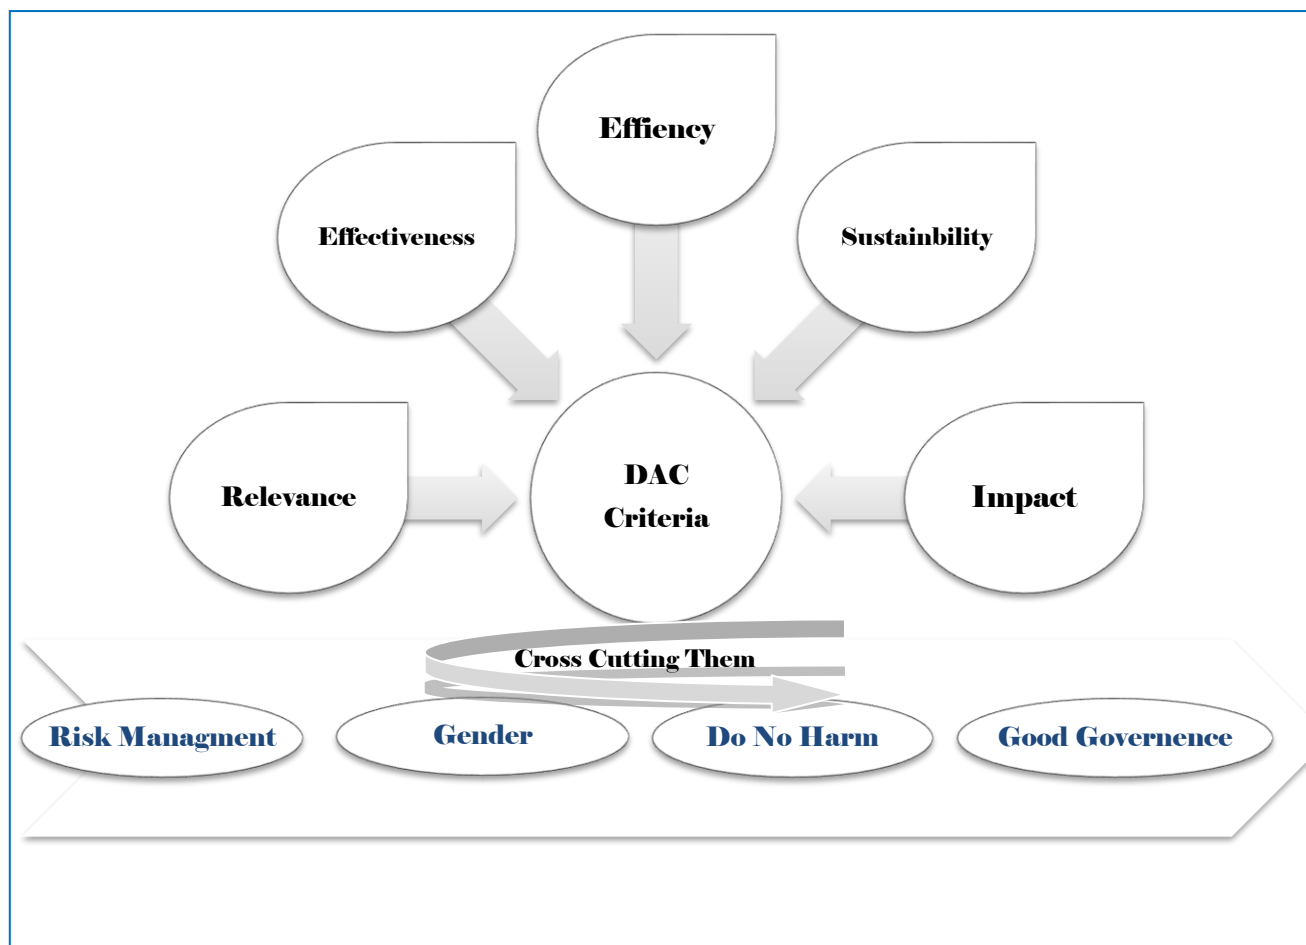 Effiency
Effectiveness
Sustainbility
Relevance
DAC
Criteria
Impact
Cross Cutting Them
Risk Managment
Gender
Do No Harm
Good Governence